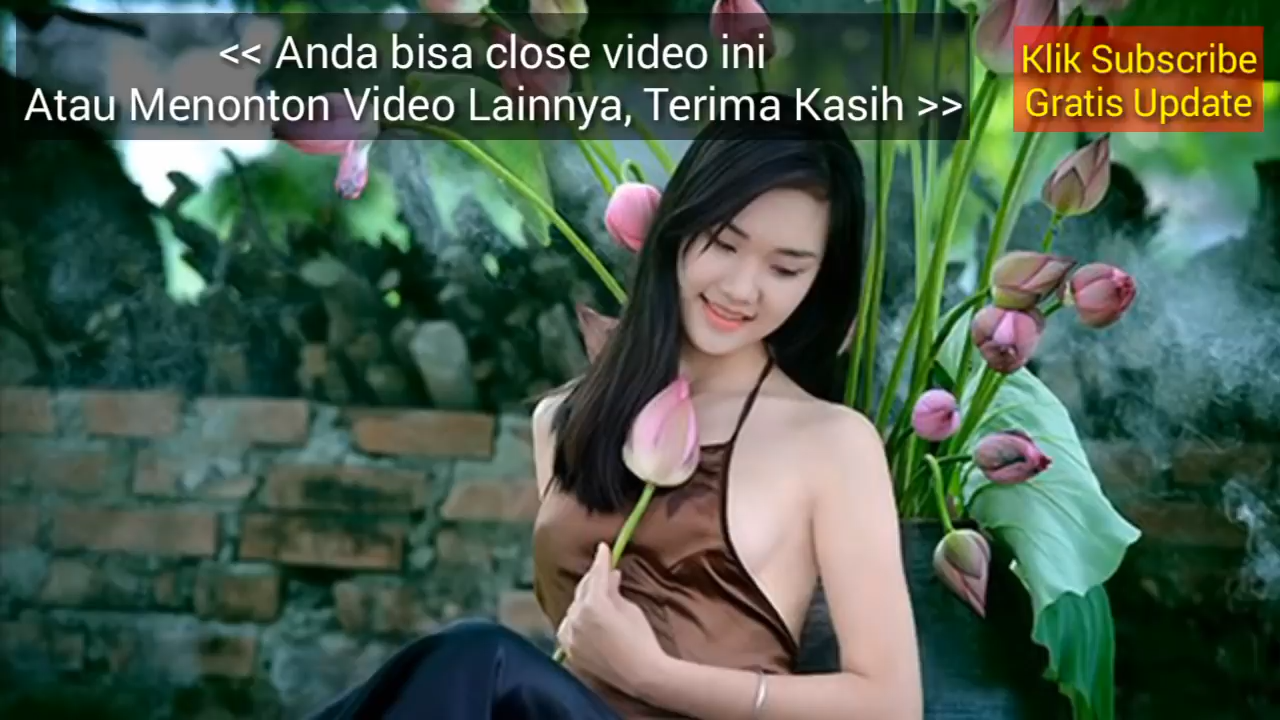 << Anda bisa close video ini
Atau Menonton Video Lainnya, Terima Kasih >>
Klik Subscribe
Gratis Update